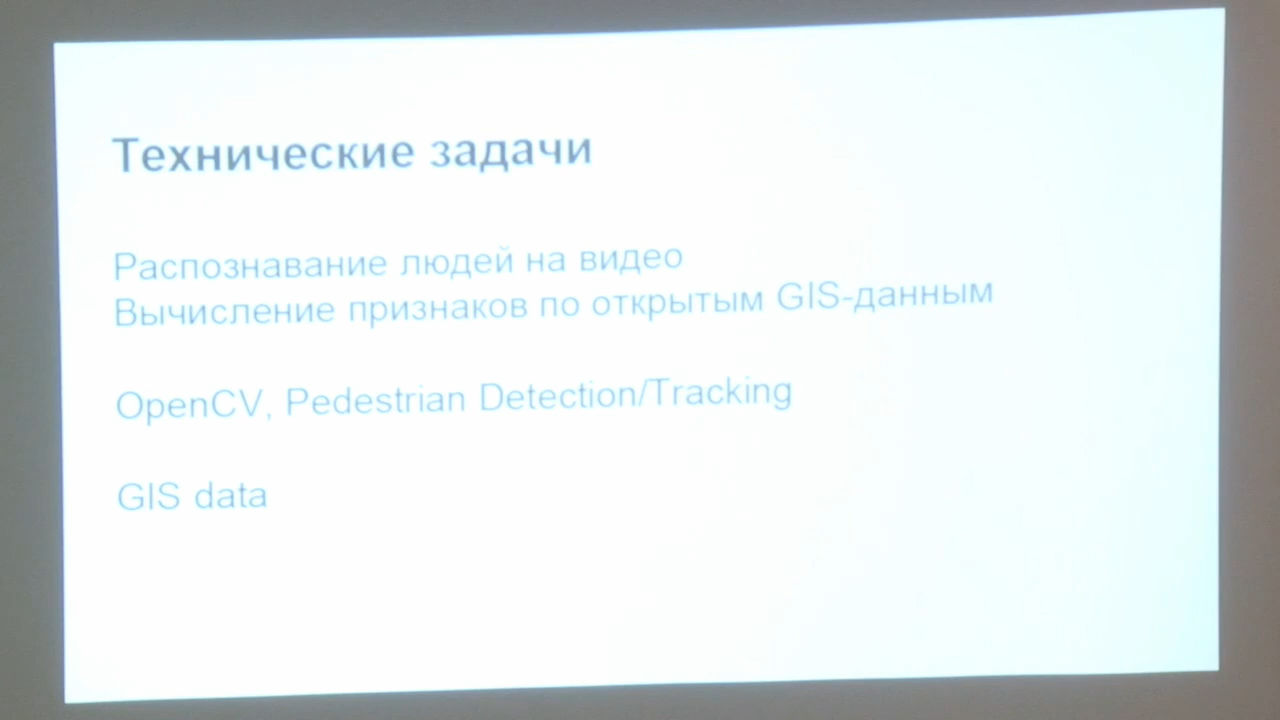 Технические задачи
Распознавание людей на видео
Вычисление признаков по открытым GIS-данным
OpenCV, Pedestrian Detection/Tracking
GIS data